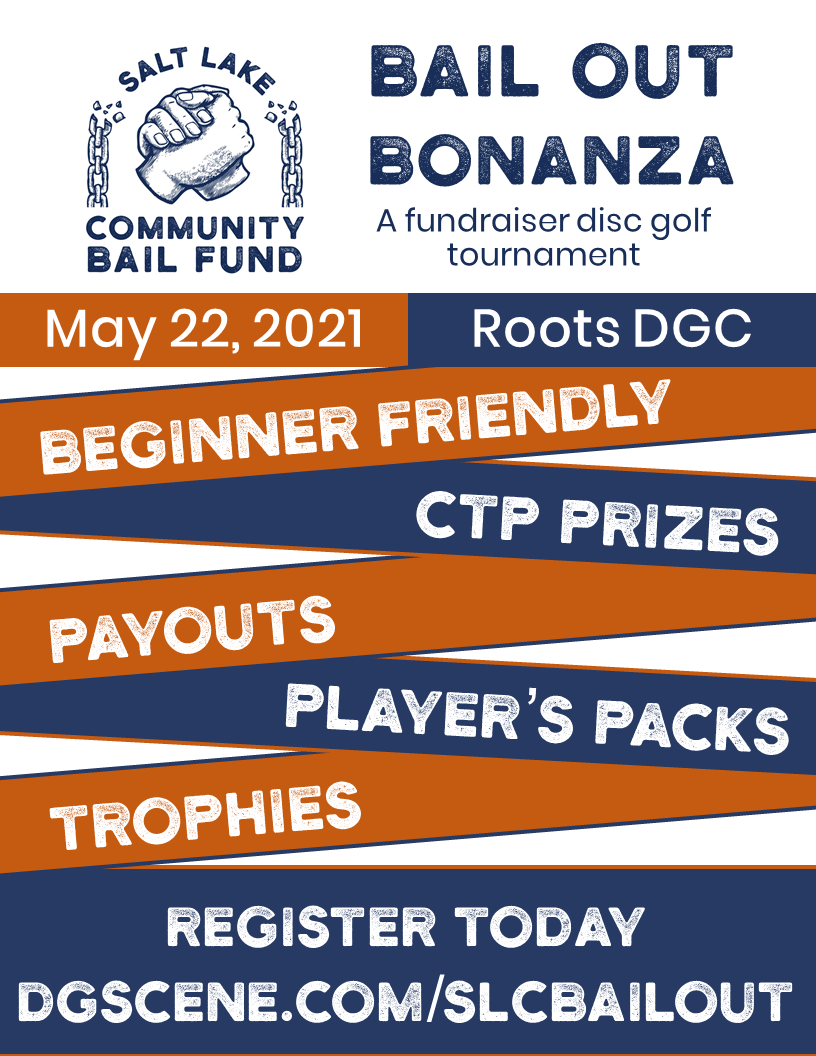 SALT LAKE
COMMUNITY
BAIL FUND
BAIL OUT
BONANZA
A fundraiser disc golf
tournament
May 22, 2021
Roots DGC
BEGINNER FRIENDLY
CTP PRIZES
PAYOUTS
PLAYER'S PACKS
TROPHIES
REGISTER TODAY
DGSCENE.COM/SLCBAILOUT